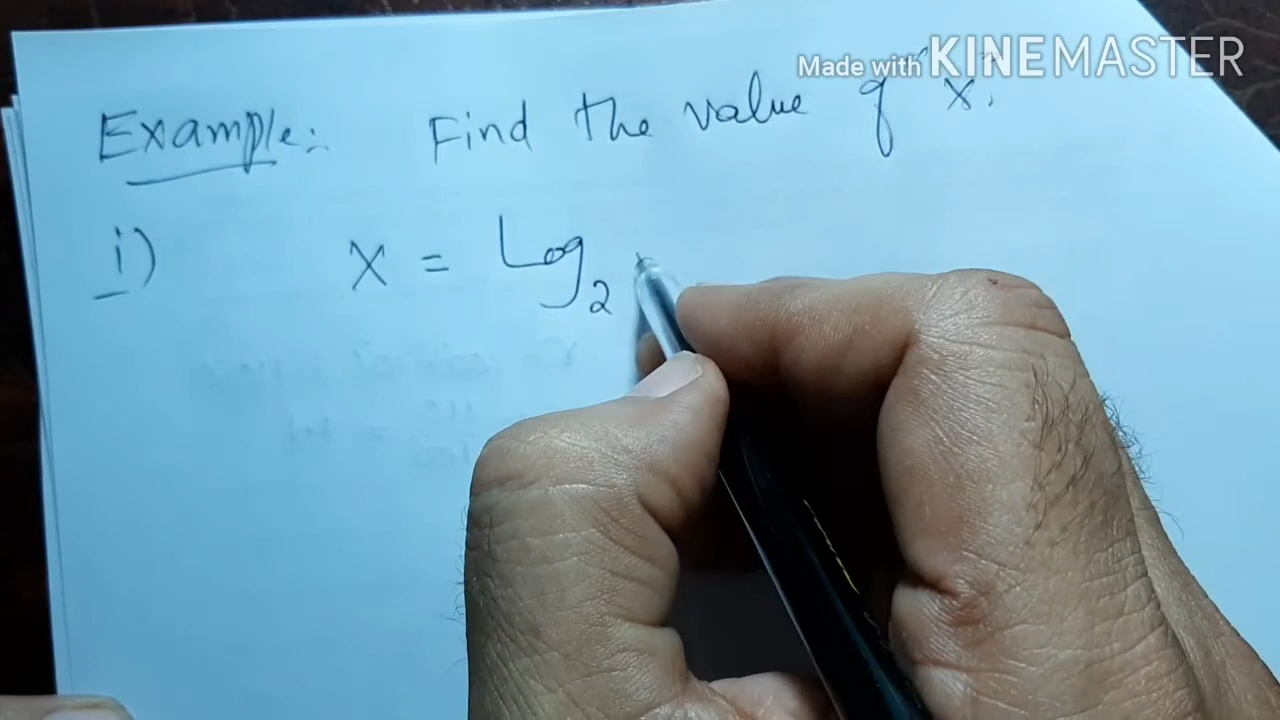 Made with KINEMASTER
Example:- Find the value of x.
i) x = Log2